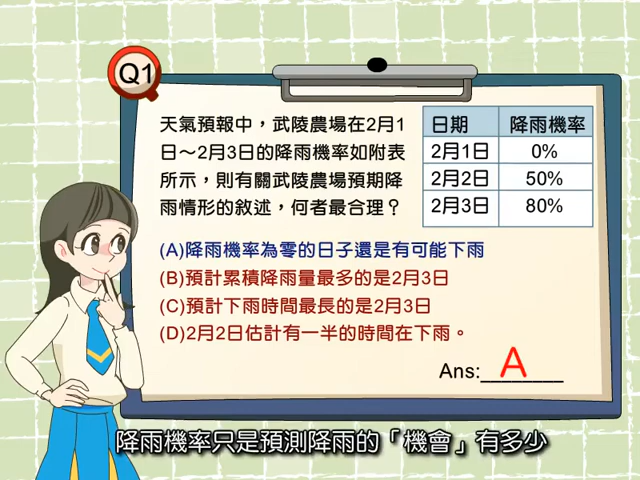 Q1
天氣預報中，武陵農場在2月1
日～2月3日的降雨機率如附表
所示，則有關武陵農場預期降
雨情形的敘述，何者最合理？
日期 降雨機率
2月1日 0%
2月2日 50%
2月3日 80%
(A)降雨機率為零的日子還是有可能下雨
(B)預計累積降雨量最多的是2月3日
(C)預計下雨時間最長的是2月3日
(D)2月2日估計有一半的時間在下雨。
Ans:________ A
降雨機率只是預測降雨的「機會」有多少